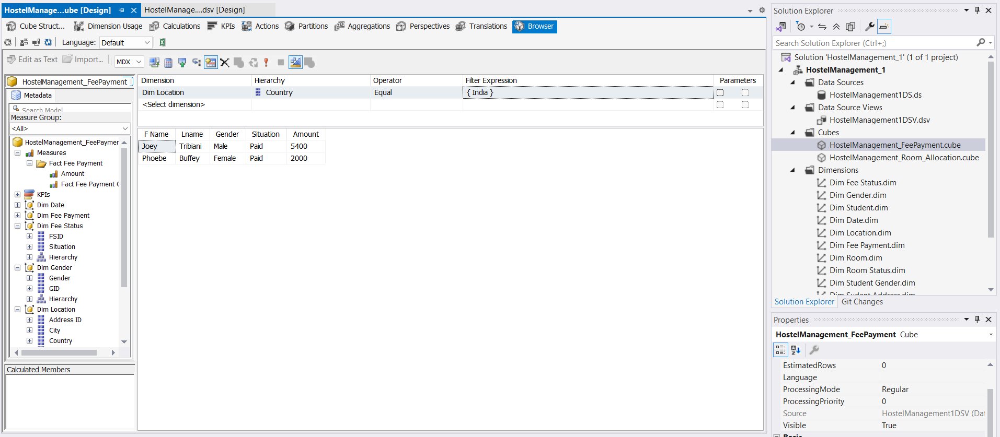 HostelManage...ube [Design]
HostelManage....dsv [Design]
Cube Struct...
Dimension Usage
Calculations
KPIs
Actions
Partitions
Aggregations
Perspectives
Translations
Browser
Language: Default
Edit as Text
Import...
MDX
HostelManagement_FeePayment
Metadata
Search Model
Measure Group:
<All>
HostelManagement_FeePaymer
Measures
Fact Fee Payment
Amount
Fact Fee Payment C
KPIs
Dim Date
Dim Fee Payment
Dim Fee Status
FSID
Situation
Hierarchy
Dim Gender
Gender
GID
Hierarchy
Dim Location
Address ID
City
Country
Calculated Members
Dimension Hierarchy Operator Filter Expression Parameters
Dim Location Country Equal { India }
<Select dimension>
F Name Lname Gender Situation Amount
Joey Tribiani Male Paid 5400
Phoebe Buffey Female Paid 2000
Solution Explorer
Search Solution Explorer (Ctrl+;)
Solution 'HostelManagement_1' (1 of 1 project)
HostelManagement_1
Data Sources
HostelManagement1DS.ds
Data Source Views
HostelManagement1DSV.dsv
Cubes
HostelManagement_FeePayment.cube
HostelManagement_Room_Allocation.cube
Dimensions
Dim Fee Status.dim
Dim Gender.dim
Dim Student.dim
Dim Date.dim
Dim Location.dim
Dim Fee Payment.dim
Dim Room.dim
Dim Room Status.dim
Dim Student Gender.dim
Dim Sudent Address.dim
Solution Explorer Git Changes
Properties
HostelManagement_FeePayment Cube
EstimatedRows 0
Language
ProcessingMode Regular
ProcessingPriority 0
Source HostelManagement1DSV (Dat
Visible True
Basic